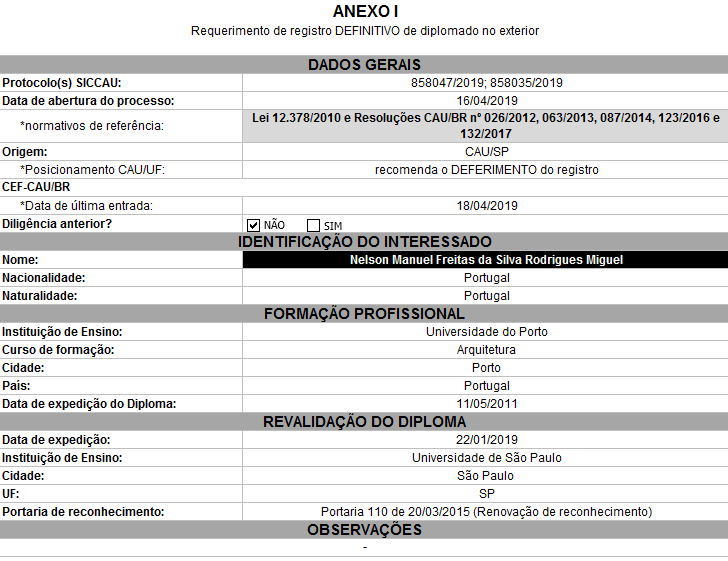 ANEXO I
Requerimento de registro DEFINITIVO de diplomado no exterior
DADOS GERAIS
Protocolo(s) SICCAU: 858047/2019; 858035/2019
Data de abertura do processo: 16/04/2019
*normativos de referência: Lei 12.378/2010 e Resoluções CAU/BR nº 026/2012, 063/2013, 087/2014, 123/2016 e
132/2017
Origem: CAU/SP
*Posicionamento CAU/UF: recomenda o DEFERIMENTO do registro
CEF-CAU/BR
*Data de última entrada: 18/04/2019
Diligência anterior? NÃO SIM
IDENTIFICAÇÃO DO INTERESSADO
Nome: Nelson Manuel Freitas da Silva Rodrigues Miguel
Nacionalidade: Portugal
Naturalidade: Portugal
FORMAÇÃO PROFISSIONAL
Instituição de Ensino: Universidade do Porto
Curso de formação: Arquitetura
Cidade: Porto
País: Portugal
Data de expedição do Diploma: 11/05/2011
REVALIDAÇÃO DO DIPLOMA
Data de expedição: 22/01/2019
Instituição de Ensino: Universidade de São Paulo
Cidade: São Paulo
UF: SP
Portaria de reconhecimento: Portaria 110 de 20/03/2015 (Renovação de reconhecimento)
OBSERVAÇÕES
-